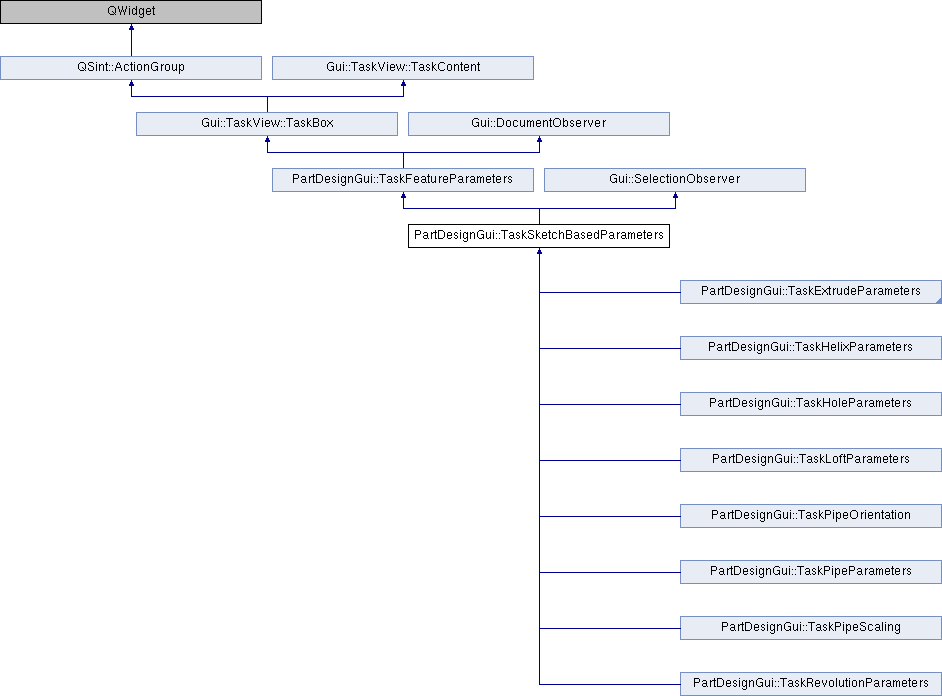 QWidget
QSint::ActionGroup
Gui::TaskView::TaskContent
Gui::TaskView::TaskBox
Gui::DocumentObserver
PartDesignGui::TaskFeatureParameters
Gui::SelectionObserver
PartDesignGui::TaskSketchBasedParameters
PartDesignGui::TaskExtrudeParameters
PartDesignGui::TaskHelixParameters
PartDesignGui::TaskHoleParameters
PartDesignGui::TaskLoftParameters
PartDesignGui::TaskPipeOrientation
PartDesignGui::TaskPipeParameters
PartDesignGui::TaskPipeScaling
PartDesignGui::TaskRevolutionParameters